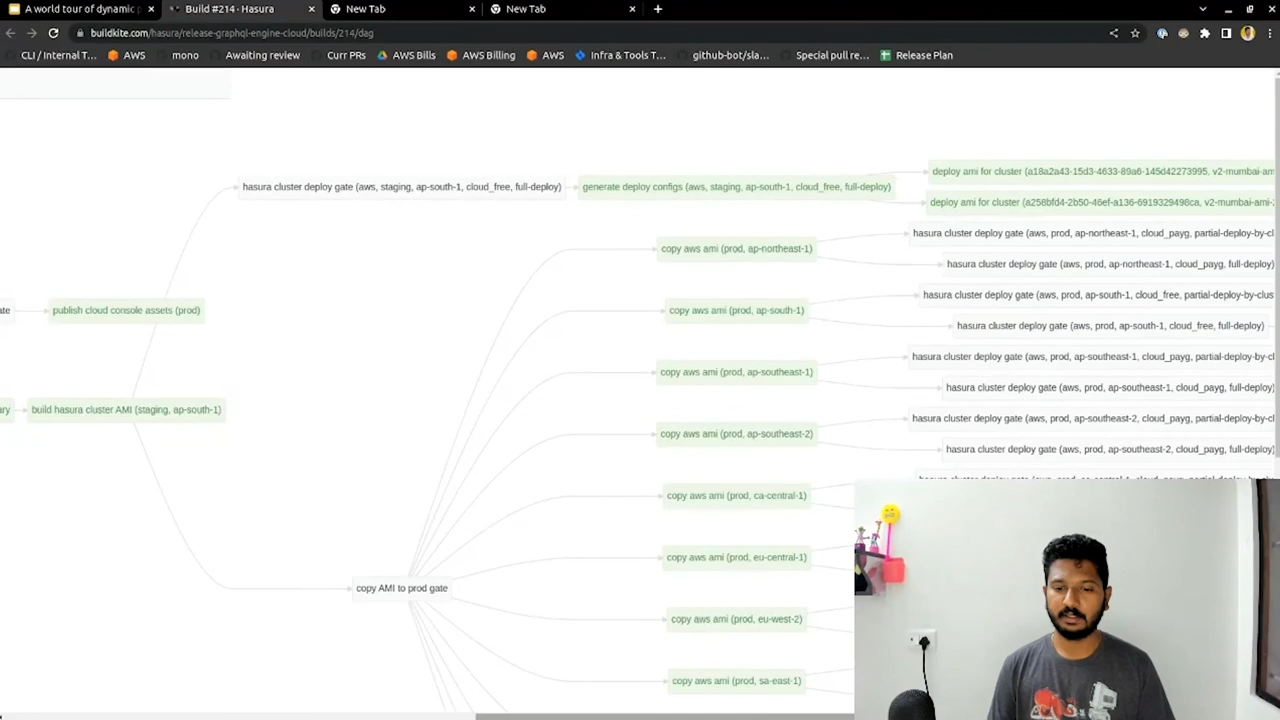 A world tour of dynamic
Build #214 · Hasura
New Tab
New Tab
buildkite.com/hasura/release-graphql-engine-cloud/builds/214/dag
CLI / Internal T...
AWS
mono
Awaiting review
Curr PRs
AWS Bills
AWS Billing
AWS
Infra & Tools T...
github-bot/sla...
Special pull re...
Release Plan
deploy ami for cluster (a18a2a43-15d3-4633-89a6-145d42273995, v2-mumbai-am
hasura cluster deploy gate (aws, staging, ap-south-1, cloud_free, full-deploy)
generate deploy configs (aws, staging, ap-south-1, cloud_free, full-deploy)
deploy ami for cluster (a258bfd4-2b50-46ef-a136-6919329498ca, v2-mumbai-ami-
hasura cluster deploy gate (aws, prod, ap-northeast-1, cloud_payg, partial-deploy-by-cl
copy aws ami (prod, ap-northeast-1)
hasura cluster deploy gate (aws, prod, ap-northeast-1, cloud_payg, full-deploy)
hasura cluster deploy gate (aws, prod, ap-south-1, cloud_free, partial-deploy-by-clus
ate
publish cloud console assets (prod)
copy aws ami (prod, ap-south-1)
hasura cluster deploy gate (aws, prod, ap-south-1, cloud_free, full-deploy)
hasura cluster deploy gate (aws, prod, ap-southeast-1, cloud_payg, partial-deploy-by-cl
copy aws ami (prod, ap-southeast-1)
hasura cluster deploy gate (aws, prod, ap-southeast-1, cloud_payg, full-deploy)
ary
build hasura cluster AMI (staging, ap-south-1)
hasura cluster deploy gate (aws, prod, ap-southeast-2, cloud_payg, partial-deploy-by-cl
copy aws ami (prod, ap-southeast-2)
hasura cluster deploy gate (aws, prod, ap-southeast-2, cloud_payg, full-deploy)
copy aws ami (prod, ca-central-1)
copy aws ami (prod, eu-central-1)
copy AMI to prod gate
copy aws ami (prod, eu-west-2)
copy aws ami (prod, sa-east-1)